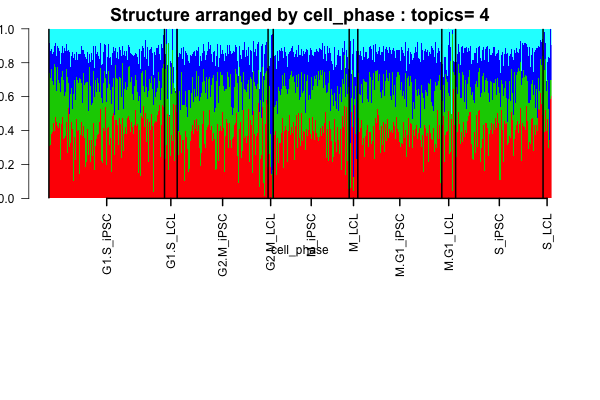 Structure arranged by cell_phase : topics= 4
1.0
0.8
0.6
0.4
0.2
0.0
G1.S_iPSC
G1.S_LCL
G2.M_iPSC
G2.M_LCL
M_iPSC
M_LCL
M.G1_iPSC
M.G1_LCL
S_iPSC
S_LCL
cell_phase